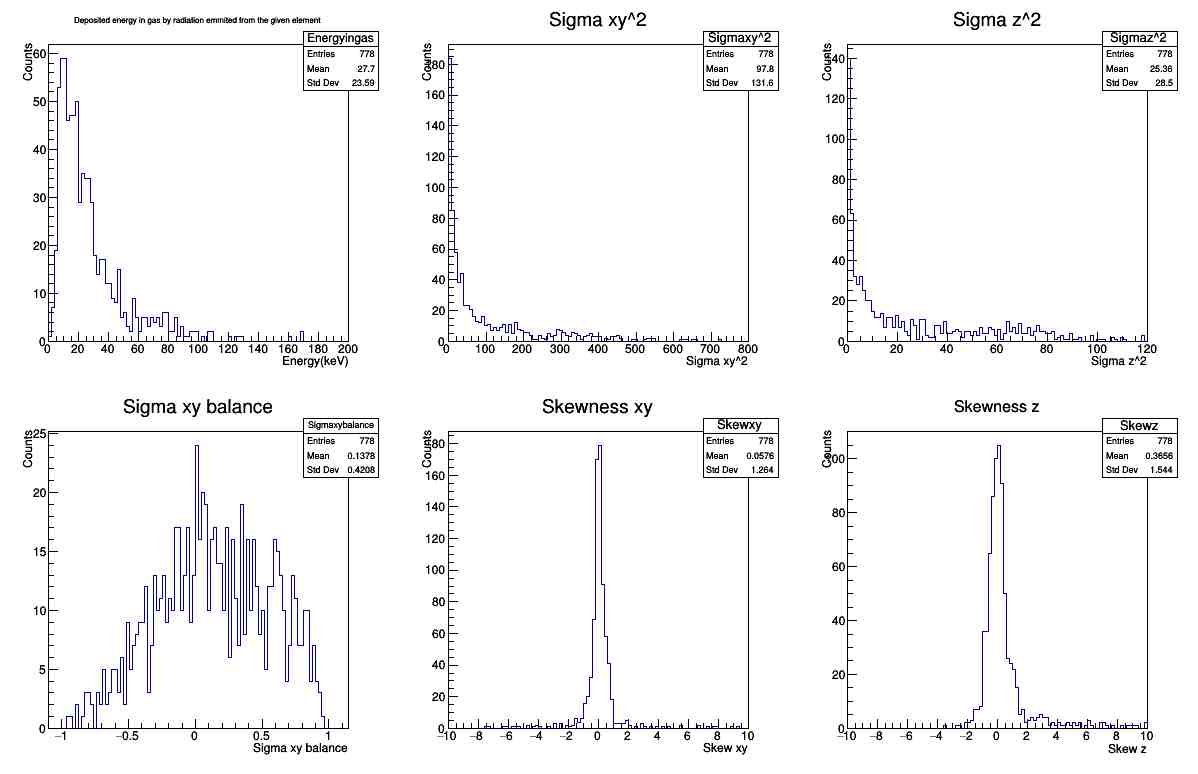 Deposited energy in gas by radiation emmited from the given element
Counts
Energyingas
Entries 778
Mean 27.7
Std Dev 23.59
60
50
40
30
20
10
0
0 20 40 60 80 100 120 140 160 180 200
Energy(keV)
Sigma xy^2
Counts
Sigmaxy^2
Entries 778
Mean 97.8
Std Dev 131.6
180
160
140
120
100
80
60
40
20
0
0 100 200 300 400 500 600 700 800
Sigma xy^2
Sigma z^2
Counts
Sigmaz^2
Entries 778
Mean 25.36
Std Dev 28.5
140
120
100
80
60
40
20
0
0 20 40 60 80 100 120
Sigma z^2
Sigma xy balance
Counts
Sigmaxybalance
Entries 778
Mean 0.1378
Std Dev 0.4208
25
20
15
10
5
0
−1 −0.5 0 0.5 1
Sigma xy balance
Skewness xy
Counts
Skewxy
Entries 778
Mean 0.0576
Std Dev 1.264
180
160
140
120
100
80
60
40
20
0
−10 −8 −6 −4 −2 0 2 4 6 8 10
Skew xy
Skewness z
Counts
Skewz
Entries 778
Mean 0.3656
Std Dev 1.544
100
80
60
40
20
0
−10 −8 −6 −4 −2 0 2 4 6 8 10
Skew z